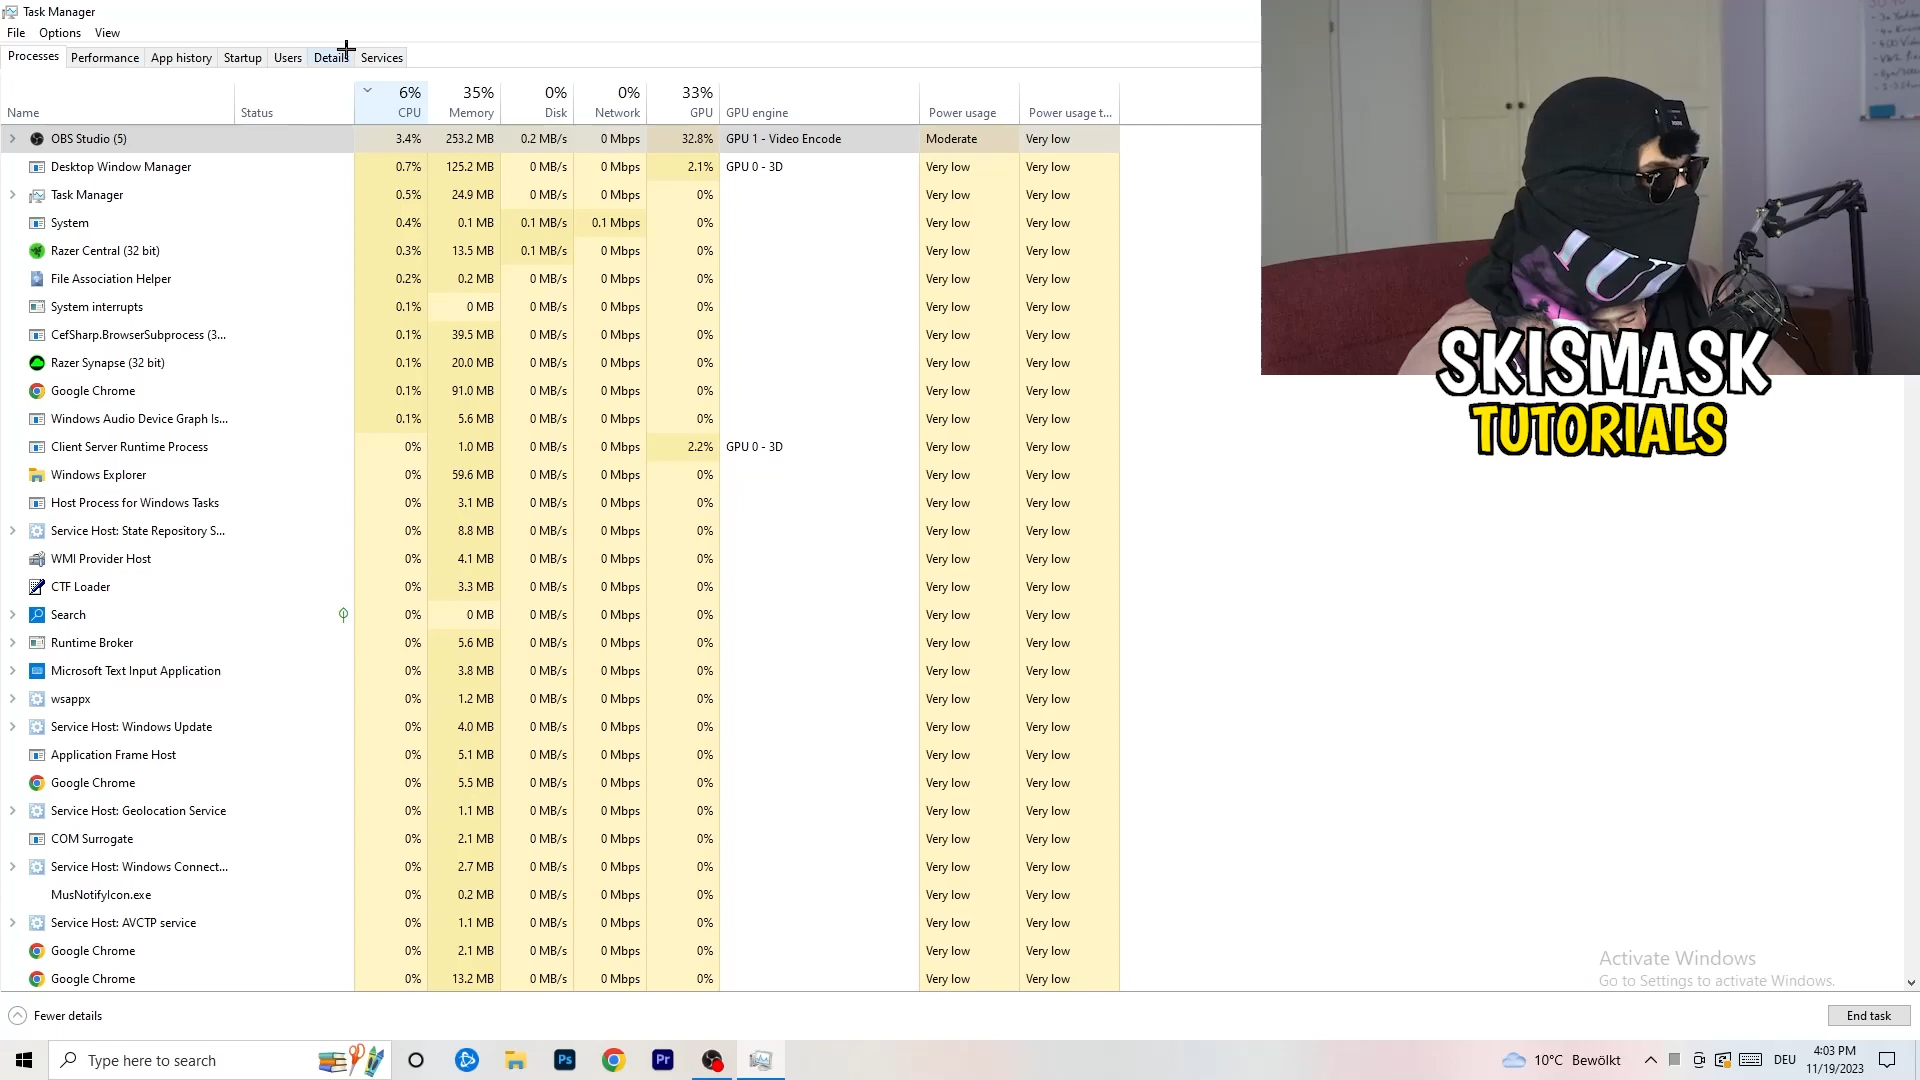 Task Manager
File Options View
Processes Performance App history Startup Users Details Services
6% 35% 0% 0% 33%
Name Status CPU Memory Disk Network GPU GPU engine Power usage Power usage t...
OBS Studio (5) 3.4% 253.2 MB 0.2 MB/s 0 Mbps 32.8% GPU 1 - Video Encode Moderate Very low
Desktop Window Manager 0.7% 125.2 MB 0 MB/s 0 Mbps 2.1% GPU 0 - 3D Very low Very low
Task Manager 0.5% 24.9 MB 0 MB/s 0 Mbps 0% Very low Very low
System 0.4% 0.1 MB 0.1 MB/s 0.1 Mbps 0% Very low Very low
Razer Central (32 bit) 0.3% 13.5 MB 0.1 MB/s 0 Mbps 0% Very low Very low
File Association Helper 0.2% 0.2 MB 0 MB/s 0 Mbps 0% Very low Very low
System interrupts 0.1% 0 MB 0 MB/s 0 Mbps 0% Very low Very low
CefSharp.BrowserSubprocess (3... 0.1% 39.5 MB 0 MB/s 0 Mbps 0% Very low Very low
Razer Synapse (32 bit) 0.1% 20.0 MB 0 MB/s 0 Mbps 0% Very low Very low
Google Chrome 0.1% 91.0 MB 0 MB/s 0 Mbps 0% Very low Very low
Windows Audio Device Graph Is... 0.1% 5.6 MB 0 MB/s 0 Mbps 0% Very low Very low
Client Server Runtime Process 0% 1.0 MB 0 MB/s 0 Mbps 2.2% GPU 0 - 3D Very low Very low
Windows Explorer 0% 59.6 MB 0 MB/s 0 Mbps 0% Very low Very low
Host Process for Windows Tasks 0% 3.1 MB 0 MB/s 0 Mbps 0% Very low Very low
Service Host: State Repository S... 0% 8.8 MB 0 MB/s 0 Mbps 0% Very low Very low
WMI Provider Host 0% 4.1 MB 0 MB/s 0 Mbps 0% Very low Very low
CTF Loader 0% 3.3 MB 0 MB/s 0 Mbps 0% Very low Very low
Search 0% 0 MB 0 MB/s 0 Mbps 0% Very low Very low
Runtime Broker 0% 5.6 MB 0 MB/s 0 Mbps 0% Very low Very low
Microsoft Text Input Application 0% 3.8 MB 0 MB/s 0 Mbps 0% Very low Very low
wsappx 0% 1.2 MB 0 MB/s 0 Mbps 0% Very low Very low
Service Host: Windows Update 0% 4.0 MB 0 MB/s 0 Mbps 0% Very low Very low
Application Frame Host 0% 5.1 MB 0 MB/s 0 Mbps 0% Very low Very low
Google Chrome 0% 5.5 MB 0 MB/s 0 Mbps 0% Very low Very low
Service Host: Geolocation Service 0% 1.1 MB 0 MB/s 0 Mbps 0% Very low Very low
COM Surrogate 0% 2.1 MB 0 MB/s 0 Mbps 0% Very low Very low
Service Host: Windows Connect... 0% 2.7 MB 0 MB/s 0 Mbps 0% Very low Very low
MusNotifyIcon.exe 0% 0.2 MB 0 MB/s 0 Mbps 0% Very low Very low
Service Host: AVCTP service 0% 1.1 MB 0 MB/s 0 Mbps 0% Very low Very low
Google Chrome 0% 2.1 MB 0 MB/s 0 Mbps 0% Very low Very low
Google Chrome 0% 13.2 MB 0 MB/s 0 Mbps 0% Very low Very low
SKISMASK
TUTORIALS
Activate Windows
Go to Settings to activate Windows.
Fewer details End task
Type here to search Ps Pr 10°C Bewölkt DEU 4:03 PM
11/19/2023